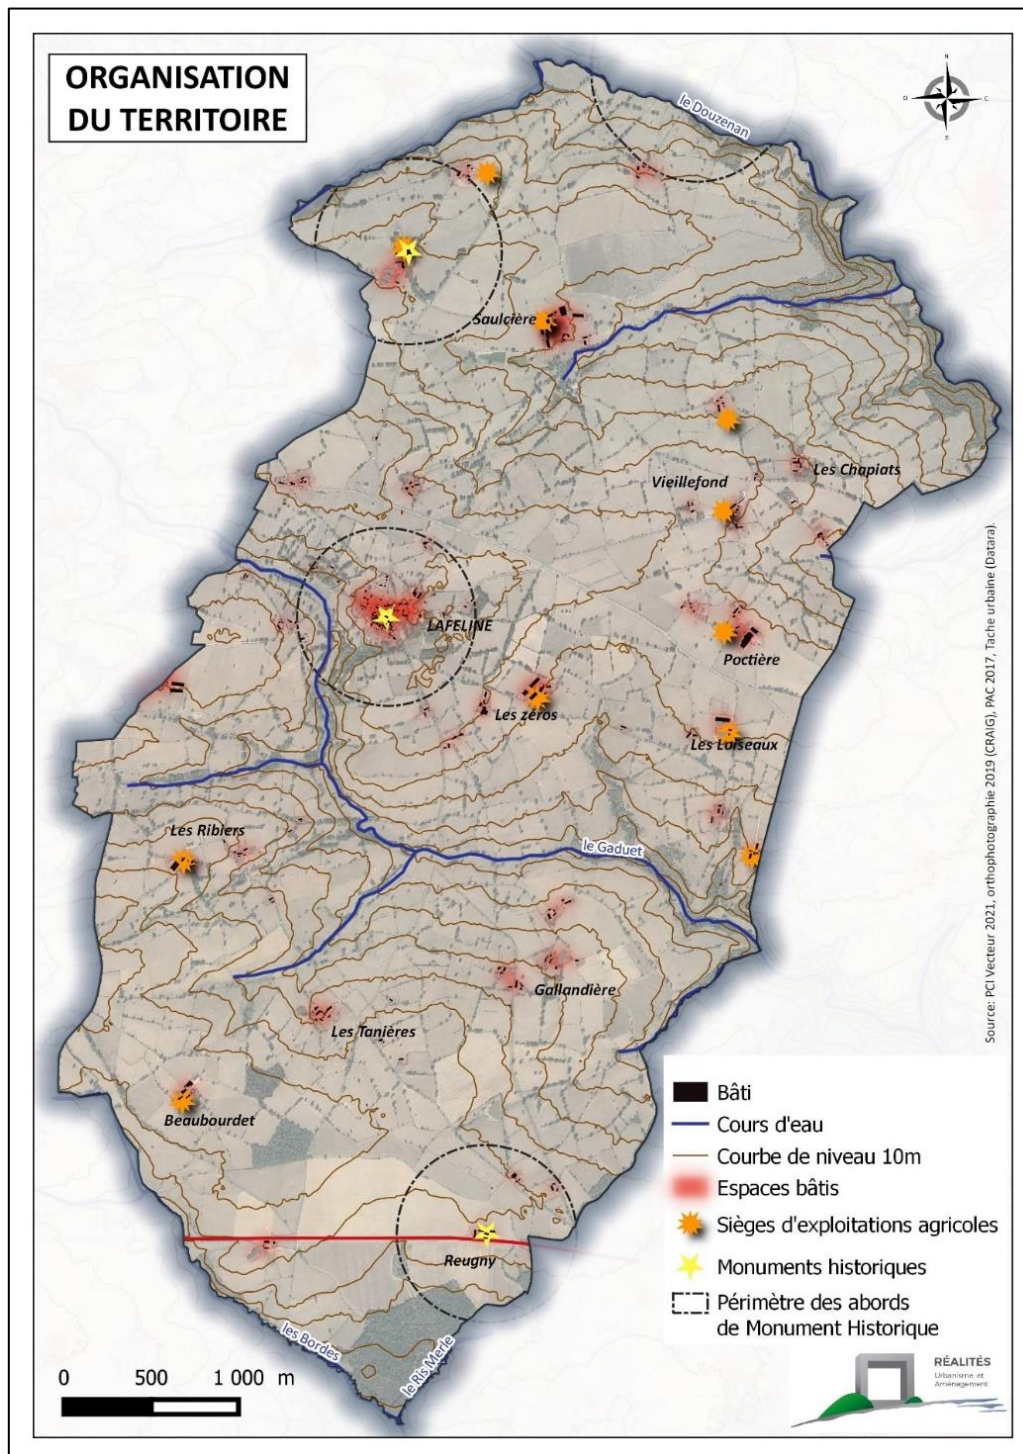 ORGANISATION
DU TERRITOIRE
N
O
E
S
le Douzenan
Saulcière
Les Chapiats
Vieillefond
LAFELINE
Poctière
Les zéros
Les Loiseaux
Les Ribiers
le Gaduet
Gallandière
Les Tanières
Beaubourdet
Reugny
les Bordes
le Ris Merle
Source: PCI Vecteur 2021, orthophotographie 2019 (CRAIG), PAC 2017, Tache urbaine (Datara).
Bâti
Cours d'eau
Courbe de niveau 10m
Espaces bâtis
Sièges d'exploitations agricoles
Monuments historiques
Périmètre des abords
de Monument Historique
0 500 1 000 m
RÉALITÉS
Urbanisme et
Aménagement